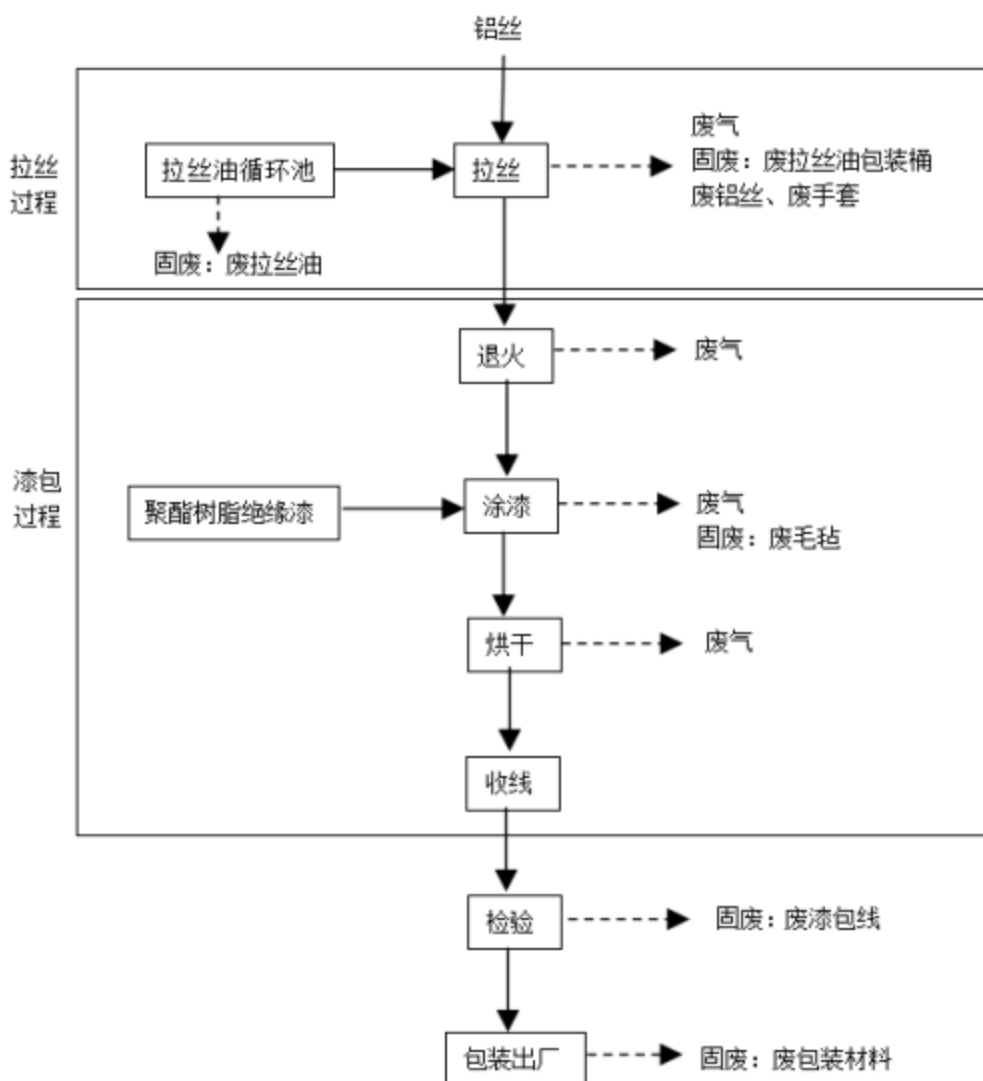 铝丝
拉丝
过程
拉丝油循环池
拉丝
废气
固废：废拉丝油包装桶
废铝丝、废手套
固废：废拉丝油
漆包
过程
退火
废气
聚酯树脂绝缘漆
涂漆
废气
固废：废毛毡
烘干
废气
收线
检验
固废：废漆包线
包装出厂
固废：废包装材料